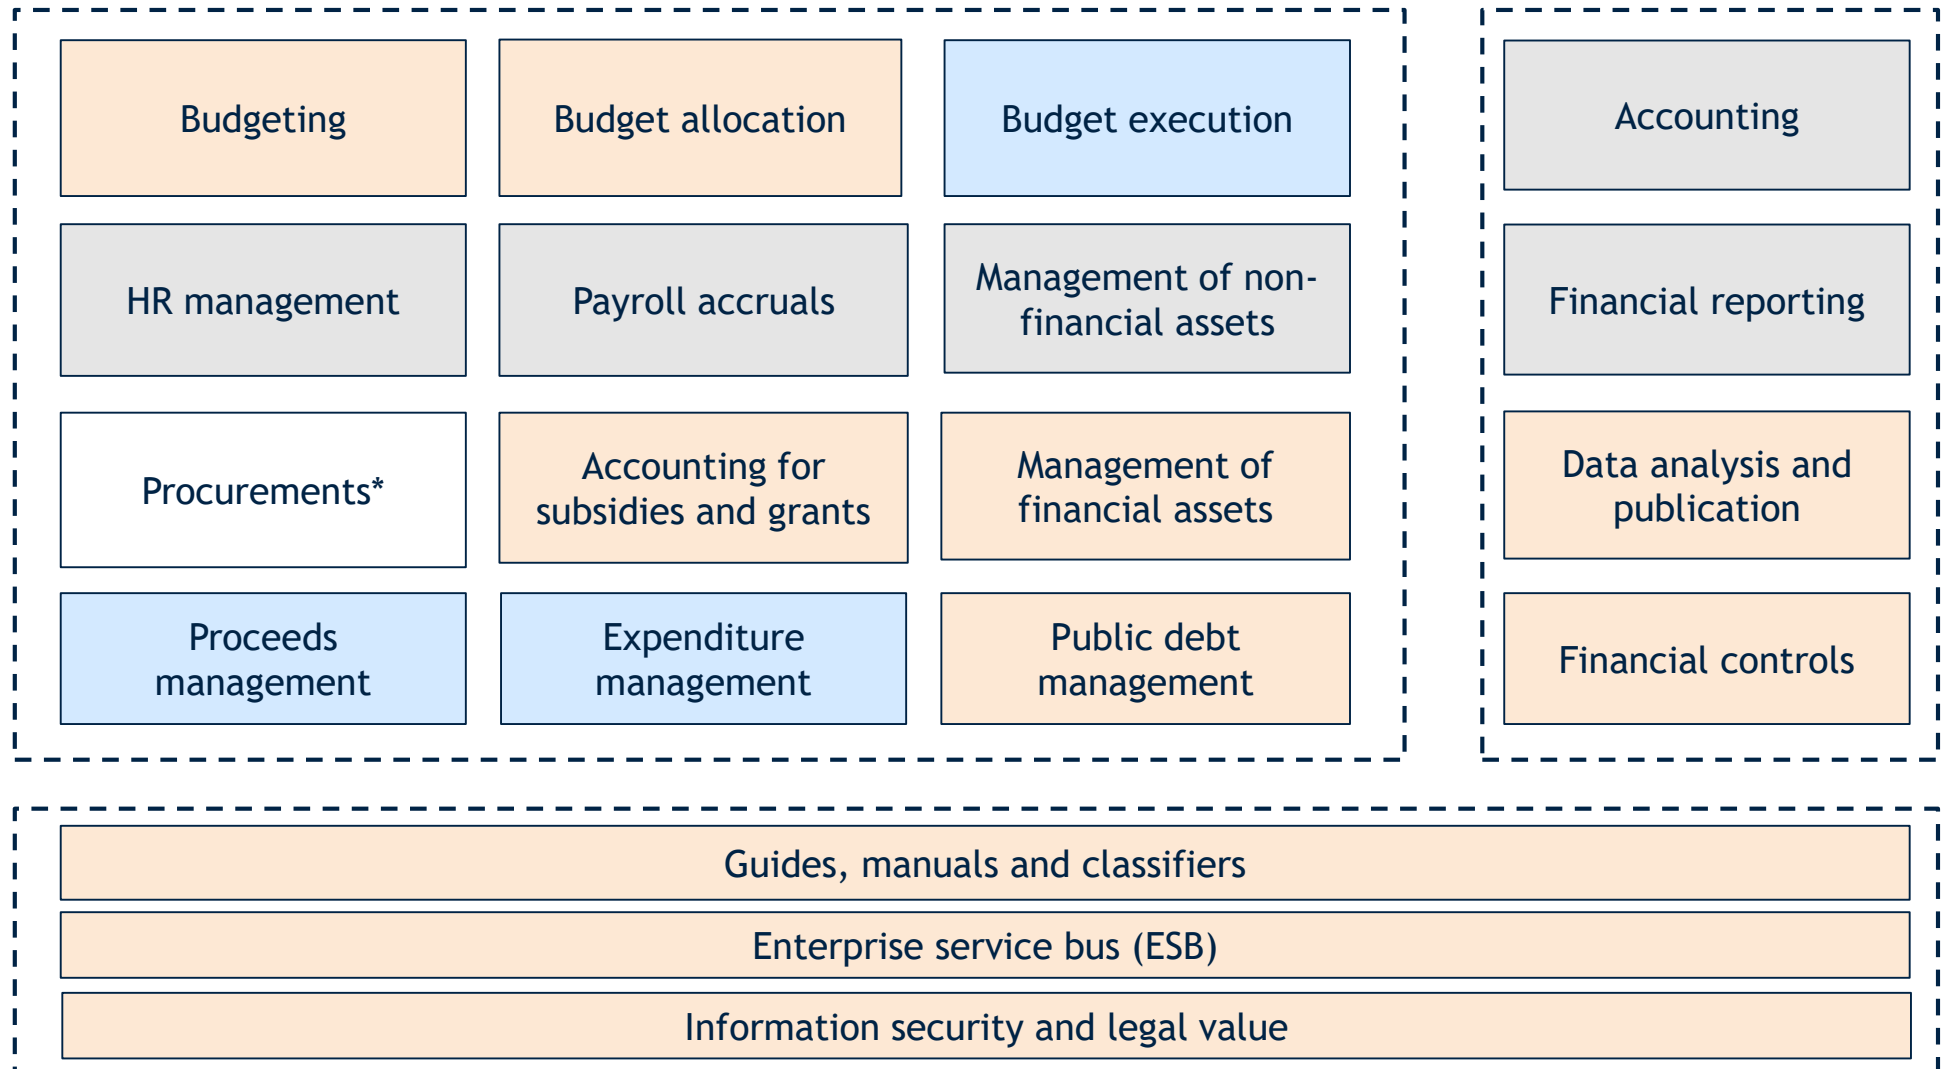 Budgeting
Budget allocation
Budget execution
Accounting
HR management
Payroll accruals
Management of non-
financial assets
Financial reporting
Procurements*
Accounting for
subsidies and grants
Management of
financial assets
Data analysis and
publication
Proceeds
management
Expenditure
management
Public debt
management
Financial controls
Guides, manuals and classifiers
Enterprise service bus (ESB)
Information security and legal value